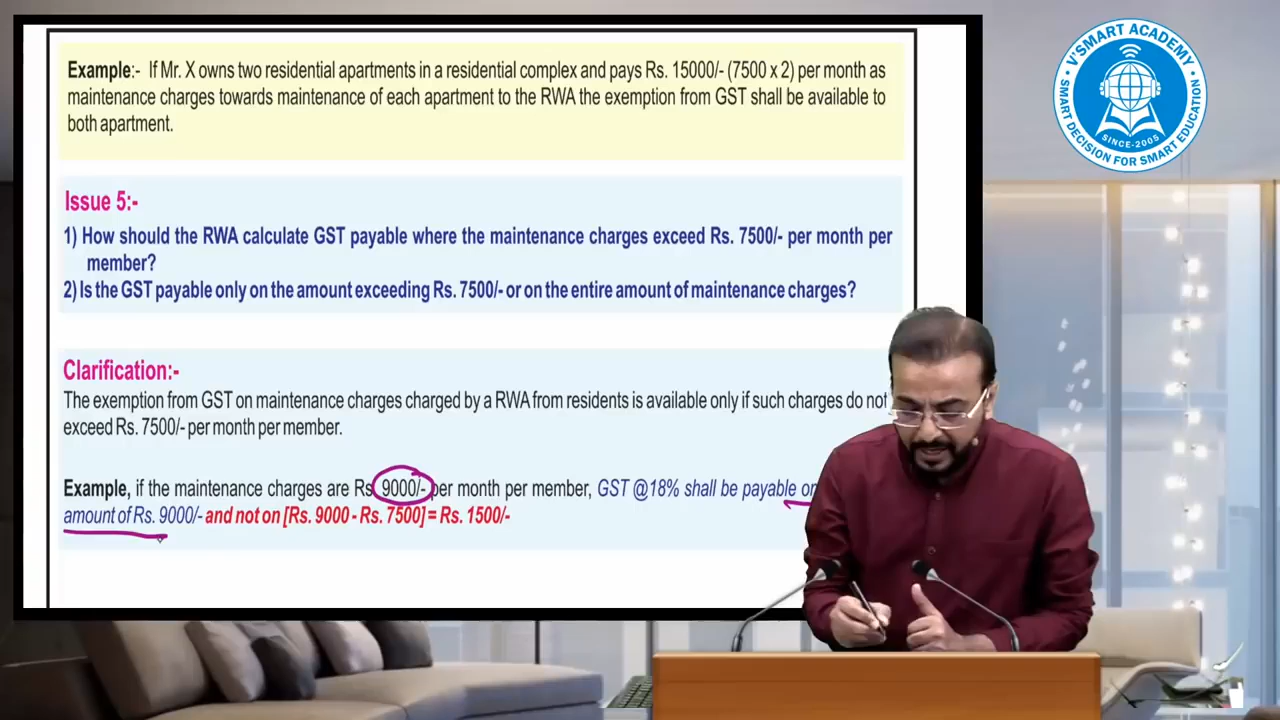 Example:- If Mr. X owns two residential apartments in a residential complex and pays Rs. 15000/- (7500 x 2) per month as
maintenance charges towards maintenance of each apartment to the RWA the exemption from GST shall be available to
both apartment.
Issue 5:-
1) How should the RWA calculate GST payable where the maintenance charges exceed Rs. 7500/- per month per
member?
2) Is the GST payable only on the amount exceeding Rs. 7500/- or on the entire amount of maintenance charges?
Clarification:-
The exemption from GST on maintenance charges charged by a RWA from residents is available only if such charges do not
exceed Rs. 7500/- per month per member.
Example, if the maintenance charges are Rs. 9000/- per month per member, GST @18% shall be payable on
amount of Rs. 9000/- and not on [Rs. 9000 - Rs. 7500] = Rs. 1500/-
V'SMART ACADEMY
SINCE-2005
SMART DECISION FOR SMART EDUCATION